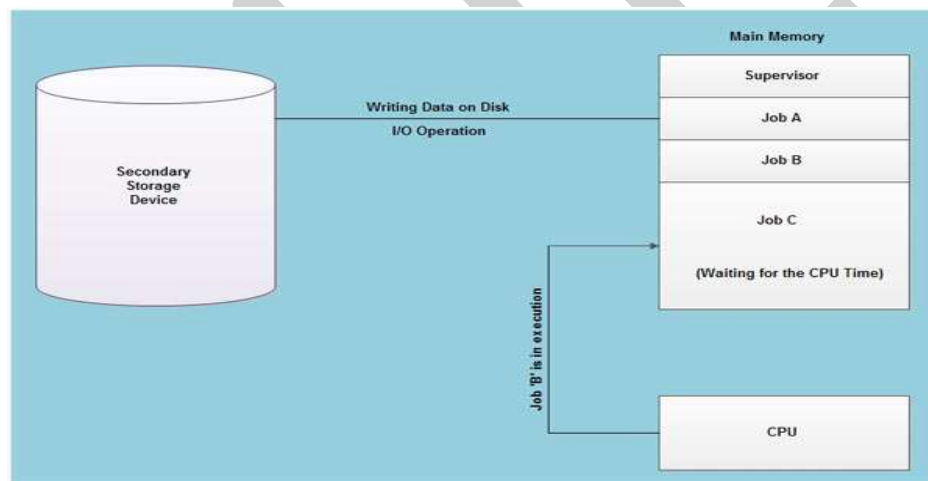 Main Memory
Supervisor
Writing Data on Disk
Job A
I/O Operation
Job B
Secondary
Storage
Device
Job C
(Waiting for the CPU Time)
Job 'B' is in execution
CPU